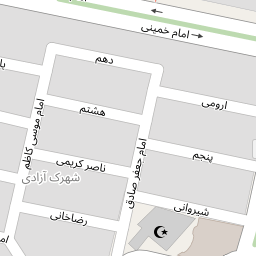 امام خمینی
دهم
ارومی
هشتم
امام موسی کاظم
امام جعفر صادق
پنجم
ناصر کریمی
شهرک آزادی
شیروانی
رضاخانی